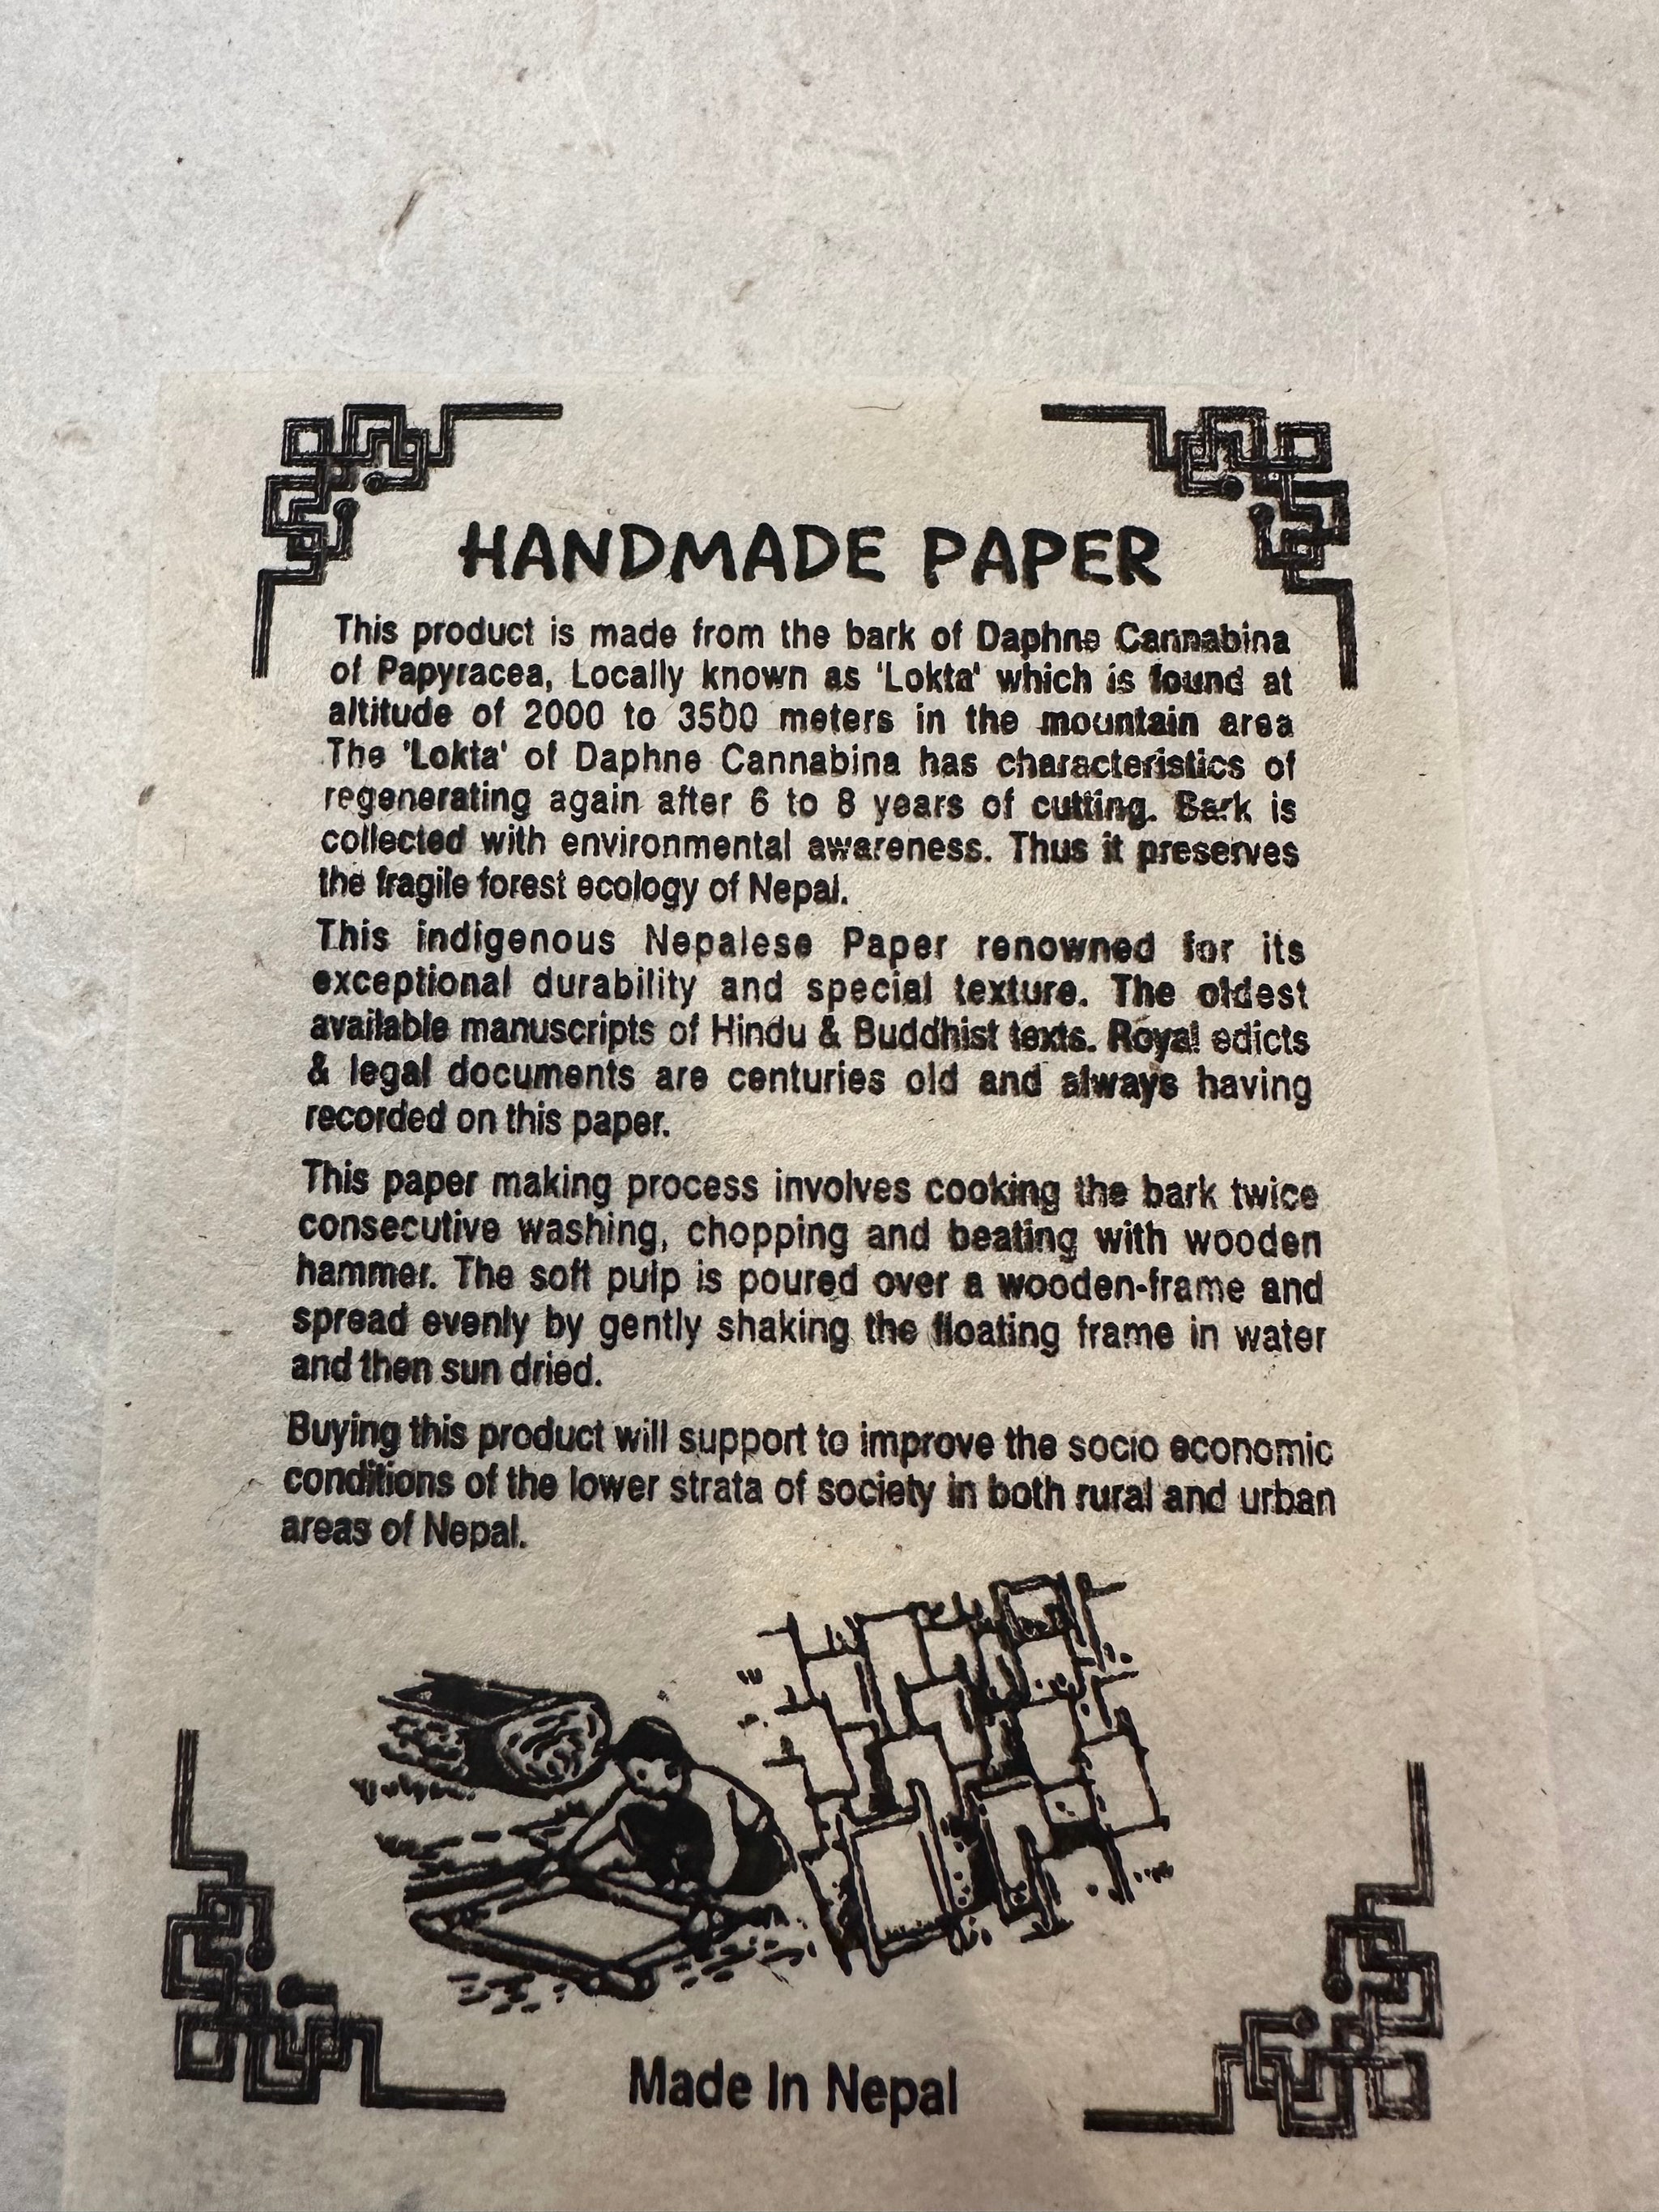 HANDMADE PAPER
This product is made from the bark of Daphne Cannabina
of Papyracea, Locally known as 'Lokta' which is found at
altitude of 2000 to 3500 meters in the mountain area
The 'Lokta' of Daphne Cannabina has characteristics of
regenerating again after 6 to 8 years of cutting. Bark is
collected with environmental awareness. Thus it preserves
the fragile forest ecology of Nepal.
This indigenous Nepalese Paper renowned for its
exceptional durability and special texture. The oldest
available manuscripts of Hindu & Buddhist texts. Royal edicts
& legal documents are centuries old and always having
recorded on this paper.
This paper making process involves cooking the bark twice
consecutive washing, chopping and beating with wooden
hammer. The soft pulp is poured over a wooden-frame and
spread evenly by gently shaking the floating frame in water
and then sun dried.
Buying this product will support to improve the socio economic
conditions of the lower strata of society in both rural and urban
areas of Nepal.
Made In Nepal